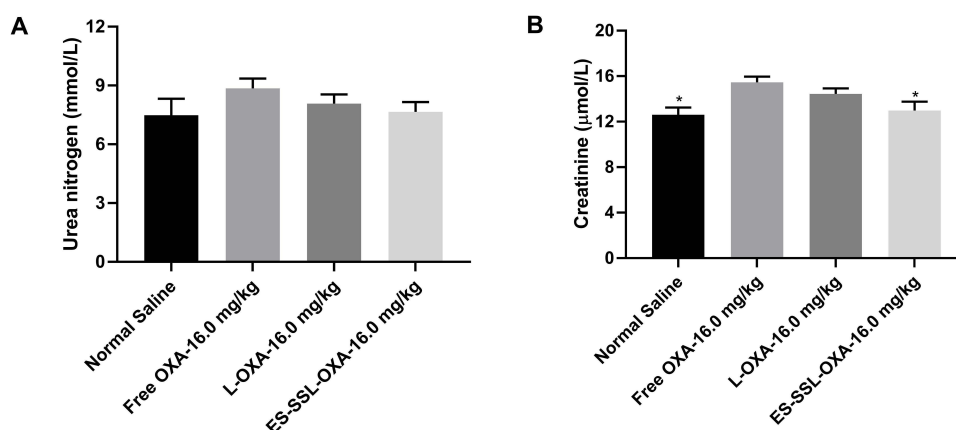 A
Urea nitrogen (mmol/L)
12
9
6
3
0
Normal Saline
Free OXA-16.0 mg/kg
L-OXA-16.0 mg/kg
ES-SSL-OXA-16.0 mg/kg
B
Creatinine (μmol/L)
20
16
12
8
4
0
*
*
Normal Saline
Free OXA-16.0 mg/kg
L-OXA-16.0 mg/kg
ES-SSL-OXA-16.0 mg/kg